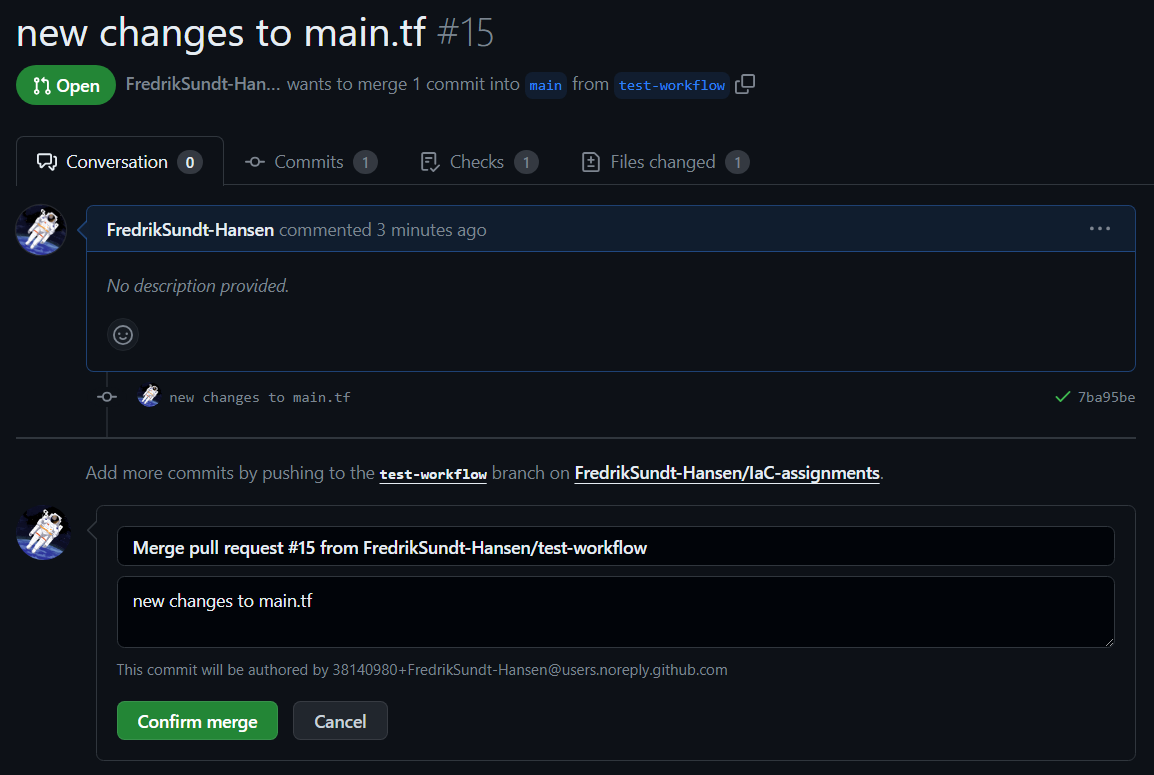 new changes to main.tf #15
Open FredrikSundt-Han... wants to merge 1 commit into main from test-workflow
Conversation 0 Commits 1 Checks 1 Files changed 1
FredrikSundt-Hansen commented 3 minutes ago
No description provided.
new changes to main.tf 7ba95be
Add more commits by pushing to the test-workflow branch on FredrikSundt-Hansen/IaC-assignments.
Merge pull request #15 from FredrikSundt-Hansen/test-workflow
new changes to main.tf
This commit will be authored by 38140980+FredrikSundt-Hansen@users.noreply.github.com
Confirm merge Cancel